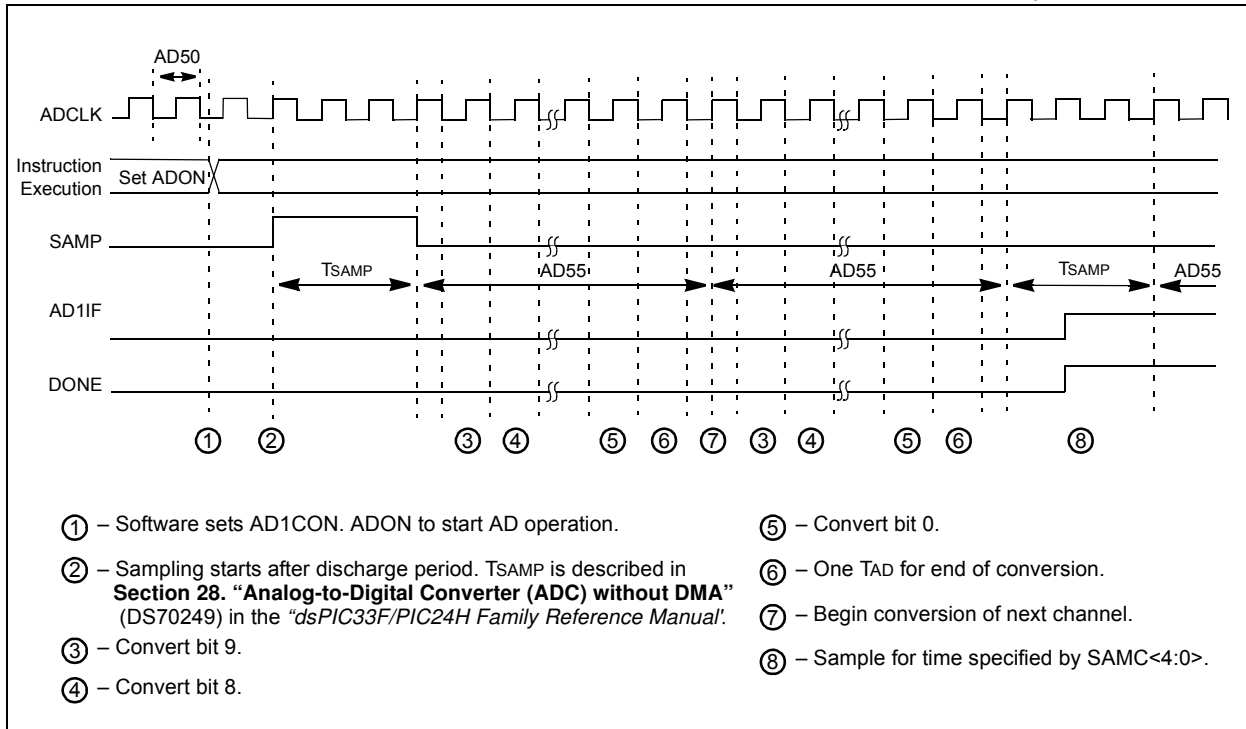 AD50
ADCLK
Instruction
Execution
Set ADON
SAMP
TSAMP
AD55
AD55
TSAMP
AD55
AD1IF
DONE
1 2 3 4 5 6 7 3 4 5 6 8
1 – Software sets AD1CON. ADON to start AD operation.
2 – Sampling starts after discharge period. TSAMP is described in
Section 28. “Analog-to-Digital Converter (ADC) without DMA”
(DS70249) in the “dsPIC33F/PIC24H Family Reference Manual'.
3 – Convert bit 9.
4 – Convert bit 8.
5 – Convert bit 0.
6 – One TAD for end of conversion.
7 – Begin conversion of next channel.
8 – Sample for time specified by SAMC<4:0>.